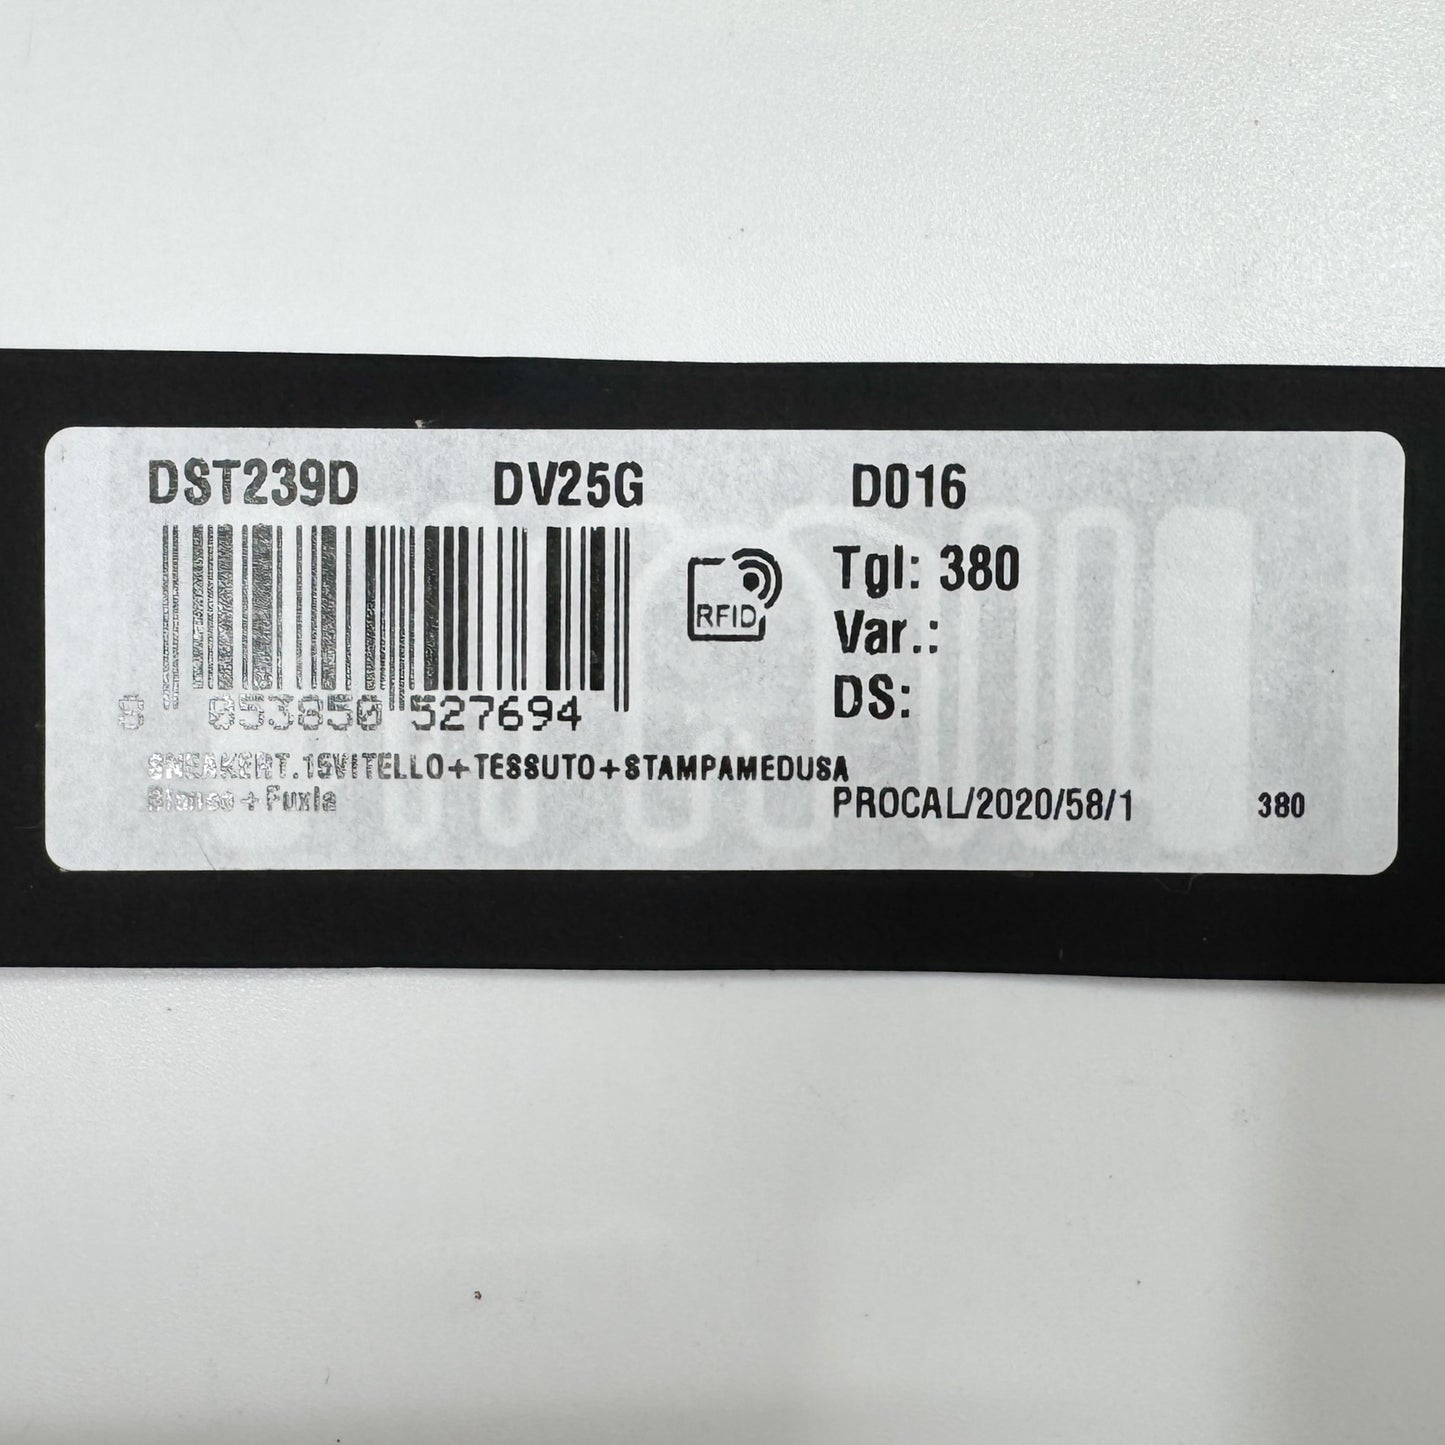 DST239D DV25G D016
RFID
Tgl: 380
Var.:
DS:
8 053850 527694
SNEAKERT.15VITELLO+TESSUTO+STAMPAMEDUSA
Bianco+Fuxia
PROCAL/2020/58/1 380